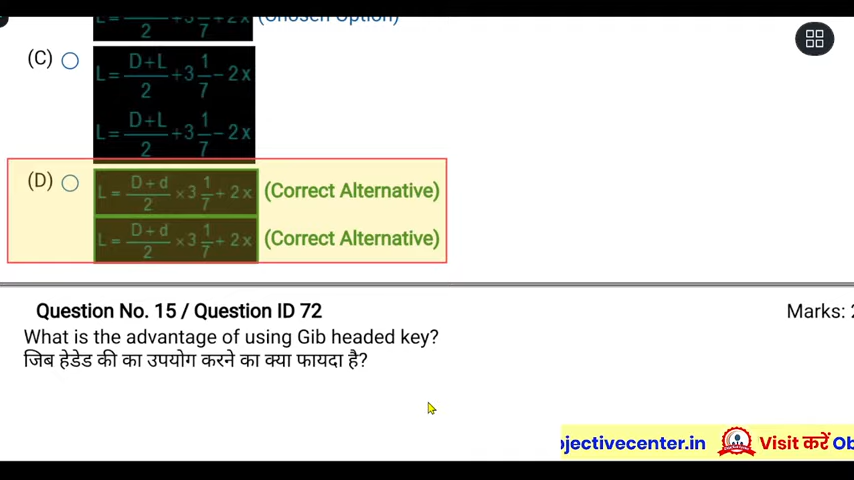 (Chosen Option)
(C) L = D+L/2 + 3 1/7 − 2x
L = D+L/2 + 3 1/7 − 2x
(D) L = D+d/2 × 3 1/7 + 2x (Correct Alternative)
L = D+d/2 × 3 1/7 + 2x (Correct Alternative)
Question No. 15 / Question ID 72
Marks:
What is the advantage of using Gib headed key?
जिब हेडेड की का उपयोग करने का क्या फायदा है?
bjectivecenter.in Visit करें Ob